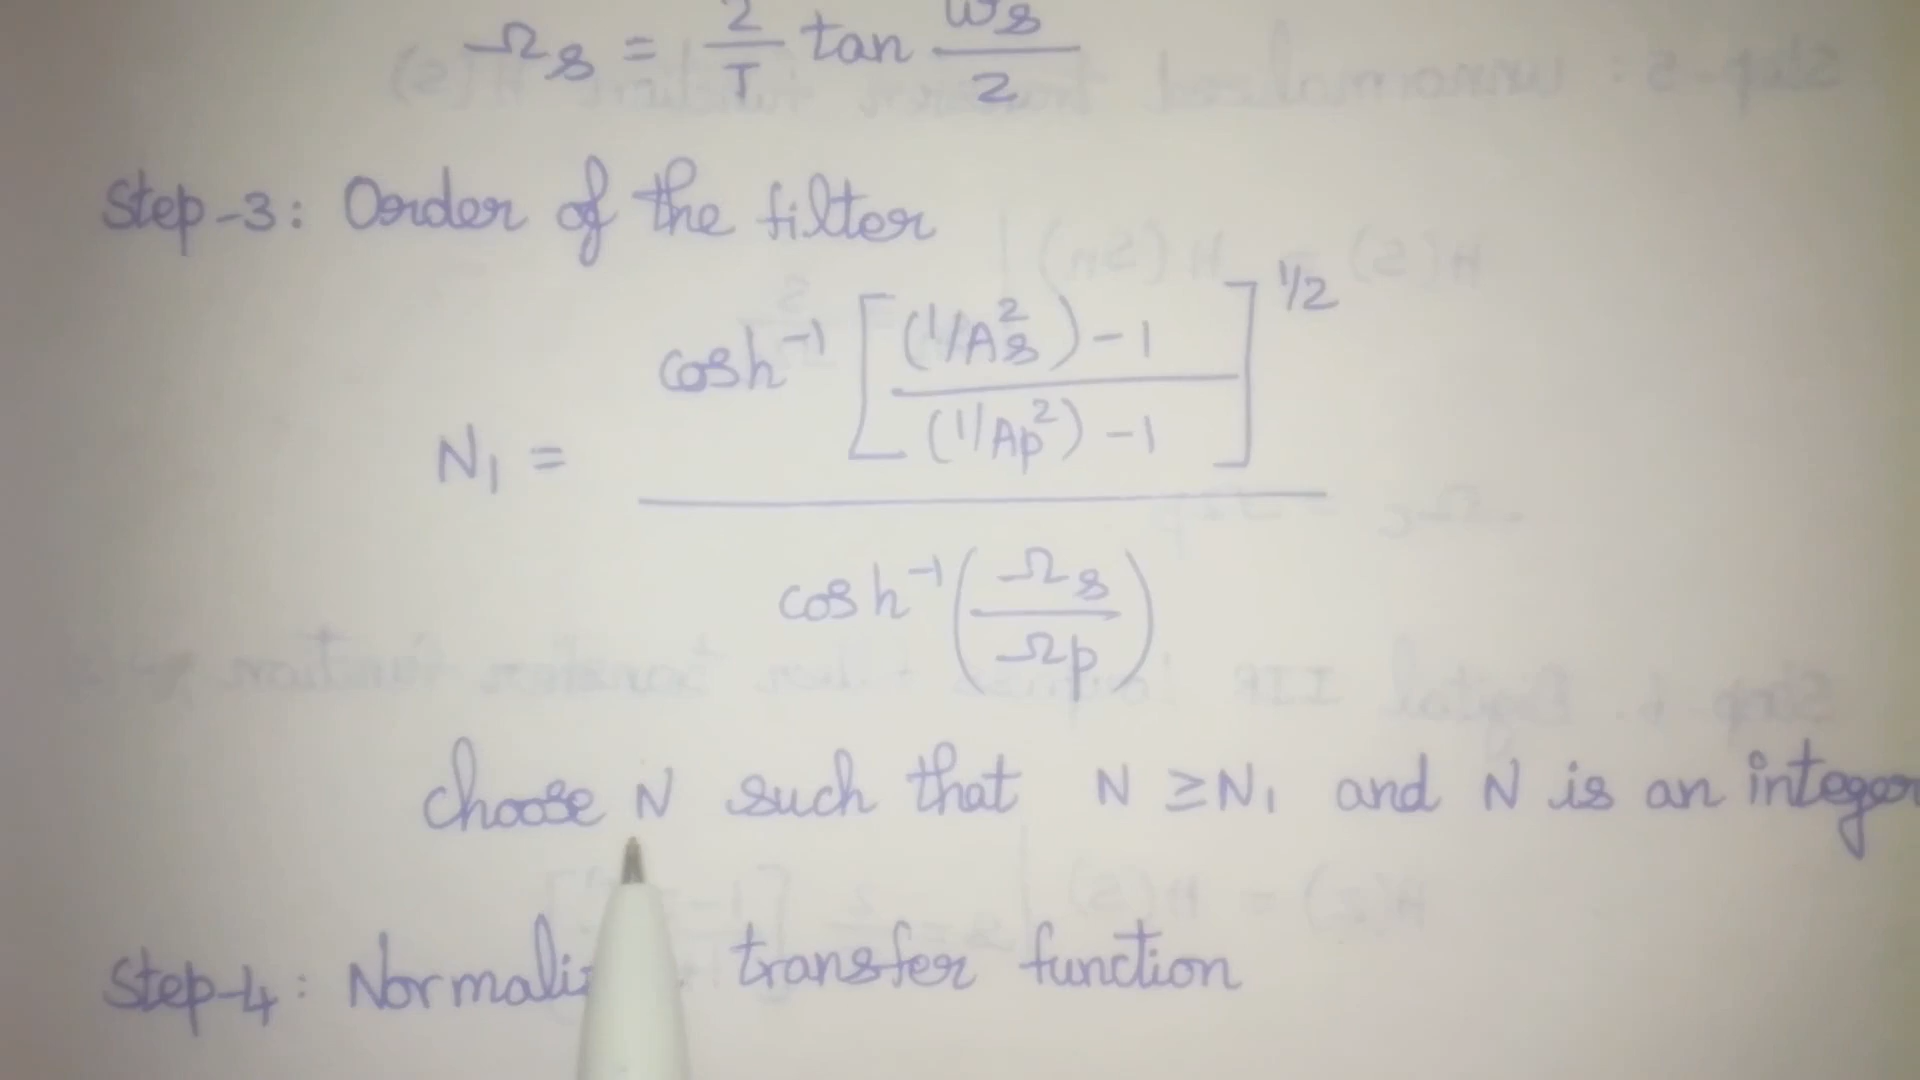 Ωs = 2/T tan ωs/2
Step-3: Order of the filter
N₁ = cosh⁻¹ [ (1/As²) - 1 / (1/Ap²) - 1 ]^1/2 / cosh⁻¹ ( Ωs / Ωp )
choose N such that N ≥ N₁ and N is an integer
Step-4: transfer function